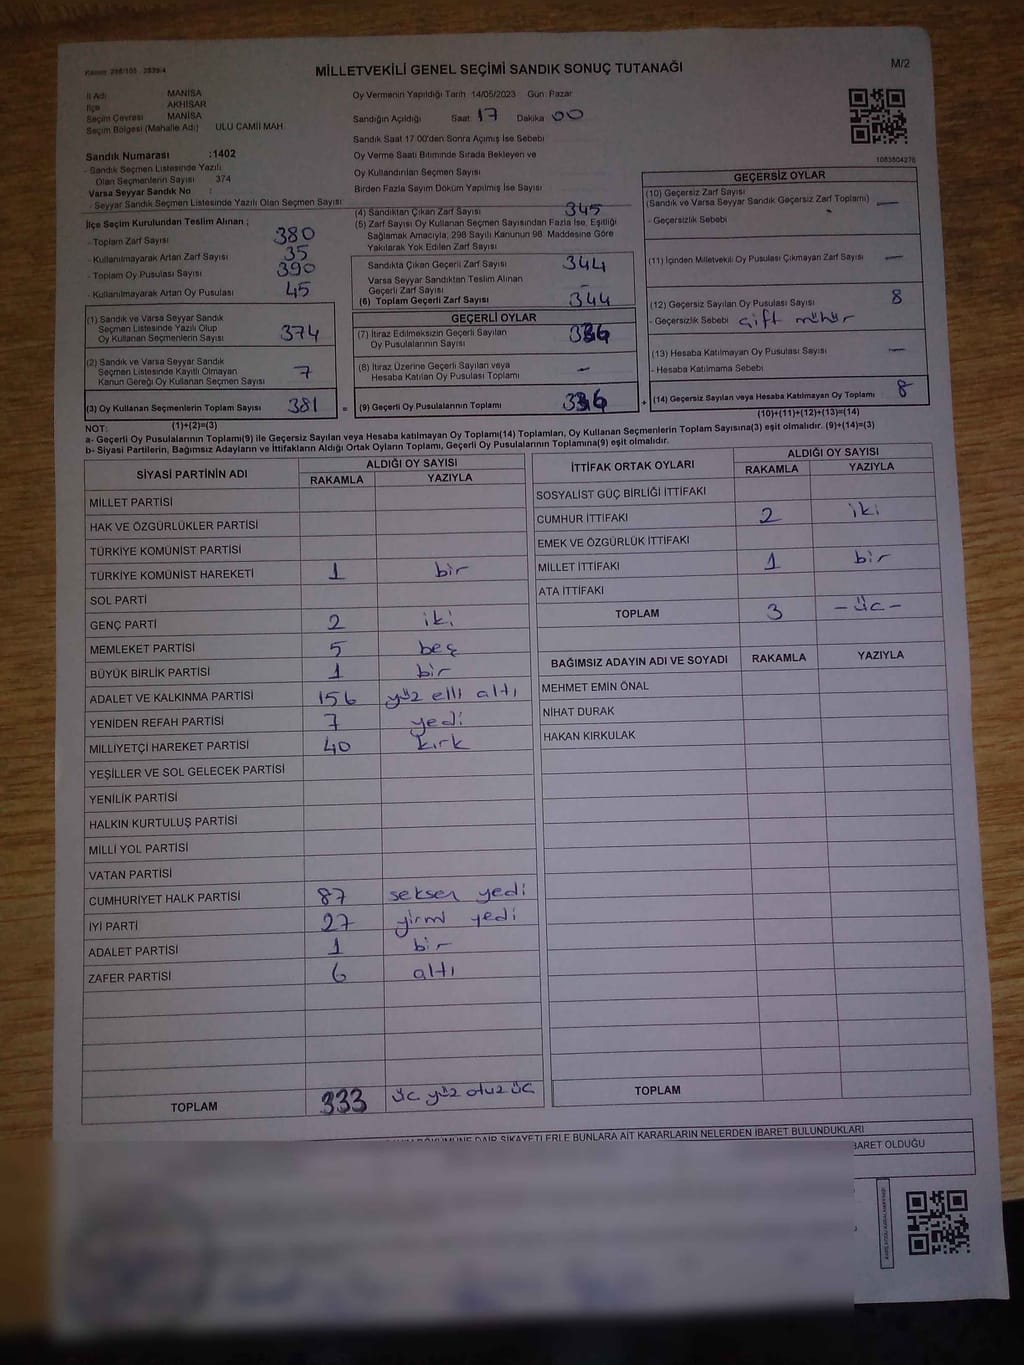 Kanun: 298/105 , 2839/4
MİLLETVEKİLİ GENEL SEÇİMİ SANDIK SONUÇ TUTANAĞI
M/2
İl Adı MANİSA
İlçe AKHİSAR
Seçim Çevresi MANİSA
Seçim Bölgesi (Mahalle Adı) ULU CAMİİ MAH.
Sandık Numarası :1402
- Sandık Seçmen Listesinde Yazılı
Olan Seçmenlerin Sayısı : 374
Varsa Seyyar Sandık No :
- Seyyar Sandık Seçmen Listesinde Yazılı Olan Seçmen Sayısı
Oy Vermenin Yapıldığı Tarih 14/05/2023 Gün: Pazar
Sandığın Açıldığı Saat 17 Dakika 00
Sandık Saat 17:00'den Sonra Açımış İse Sebebi
Oy Verme Saati Bitiminde Sırada Bekleyen ve
Oy Kullandırılan Seçmen Sayısı
Birden Fazla Sayım Döküm Yapılmış İse Sayısı
1083804276
İlçe Seçim Kurulundan Teslim Alınan ;
- Toplam Zarf Sayısı 380
- Kullanılmayarak Artan Zarf Sayısı 35
- Toplam Oy Pusulası Sayısı 390
- Kullanılmayarak Artan Oy Pusulası 45
(1) Sandık ve Varsa Seyyar Sandık
Seçmen Listesinde Yazılı Olup
Oy Kullanan Seçmenlerin Sayısı 374
(2) Sandık ve Varsa Seyyar Sandık
Seçmen Listesinde Kayıtlı Olmayan
Kanun Gereği Oy Kullanan Seçmen Sayısı 7
(3) Oy Kullanan Seçmenlerin Toplam Sayısı 381 =
(1)+(2)=(3)
(4) Sandıktan Çıkan Zarf Sayısı 345
(5) Zarf Sayısı Oy Kullanan Seçmen Sayısından Fazla İse, Eşitliği
Sağlamak Amacıyla, 298 Sayılı Kanunun 98. Maddesine Göre
Yakılarak Yok Edilen Zarf Sayısı -
Sandıkta Çıkan Geçerli Zarf Sayısı 344
Varsa Seyyar Sandıktan Teslim Alınan
Geçerli Zarf Sayısı -
(6) Toplam Geçerli Zarf Sayısı 344
GEÇERLİ OYLAR
(7) İtiraz Edilmeksizin Geçerli Sayılan
Oy Pusulalarının Sayısı 336
(8) İtiraz Üzerine Geçerli Sayılan veya
Hesaba Katılan Oy Pusulası Toplamı -
(9) Geçerli Oy Pusulalarının Toplamı 336 +
GEÇERSİZ OYLAR
(10) Geçersiz Zarf Sayısı
(Sandık ve Varsa Seyyar Sandık Geçersiz Zarf Toplamı) -
- Geçersizlik Sebebi
(11) İçinden Milletvekili Oy Pusulası Çıkmayan Zarf Sayısı -
(12) Geçersiz Sayılan Oy Pusulası Sayısı 8
- Geçersizlik Sebebi Çift mühür
(13) Hesaba Katılmayan Oy Pusulası Sayısı -
- Hesaba Katılmama Sebebi
(14) Geçersiz Sayılan veya Hesaba Katılmayan Oy Toplamı 8
(10)+(11)+(12)+(13)=(14)
NOT:
a- Geçerli Oy Pusulalarının Toplamı(9) ile Geçersiz Sayılan veya Hesaba katılmayan Oy Toplamı(14) Toplamları, Oy Kullanan Seçmenlerin Toplam Sayısına(3) eşit olmalıdır. (9)+(14)=(3)
b- Siyasi Partilerin, Bağımsız Adayların ve İttifakların Aldığı Ortak Oyların Toplamı, Geçerli Oy Pusulalarının Toplamına(9) eşit olmalıdır.
SİYASİ PARTİNİN ADI ALDIĞI OY SAYISI
RAKAMLA YAZIYLA
MİLLET PARTİSİ
HAK VE ÖZGÜRLÜKLER PARTİSİ
TÜRKİYE KOMÜNİST PARTİSİ
TÜRKİYE KOMÜNİST HAREKETİ 1 bir
SOL PARTİ
GENÇ PARTİ 2 iki
MEMLEKET PARTİSİ 5 beş
BÜYÜK BİRLİK PARTİSİ 1 bir
ADALET VE KALKINMA PARTİSİ 156 yüz elli altı
YENİDEN REFAH PARTİSİ 7 yedi
MİLLİYETÇİ HAREKET PARTİSİ 40 kırk
YEŞİLLER VE SOL GELECEK PARTİSİ
YENİLİK PARTİSİ
HALKIN KURTULUŞ PARTİSİ
MİLLİ YOL PARTİSİ
VATAN PARTİSİ
CUMHURİYET HALK PARTİSİ 87 seksen yedi
İYİ PARTİ 27 yirmi yedi
ADALET PARTİSİ 1 bir
ZAFER PARTİSİ 6 altı
TOPLAM 333 üç yüz otuz üç
İTTİFAK ORTAK OYLARI ALDIĞI OY SAYISI
RAKAMLA YAZIYLA
SOSYALİST GÜÇ BİRLİĞİ İTTİFAKI
CUMHUR İTTİFAKI 2 iki
EMEK VE ÖZGÜRLÜK İTTİFAKI
MİLLET İTTİFAKI 1 bir
ATA İTTİFAKI
TOPLAM 3 -üç-
BAĞIMSIZ ADAYIN ADI VE SOYADI RAKAMLA YAZIYLA
MEHMET EMİN ÖNAL
NİHAT DURAK
HAKAN KIRKULAK
TOPLAM
DÖKÜMÜNE DAİR ŞİKAYETLERLE BUNLARA AİT KARARLARIN NELERDEN İBARET BULUNDUKLARI
İBARET OLDUĞU